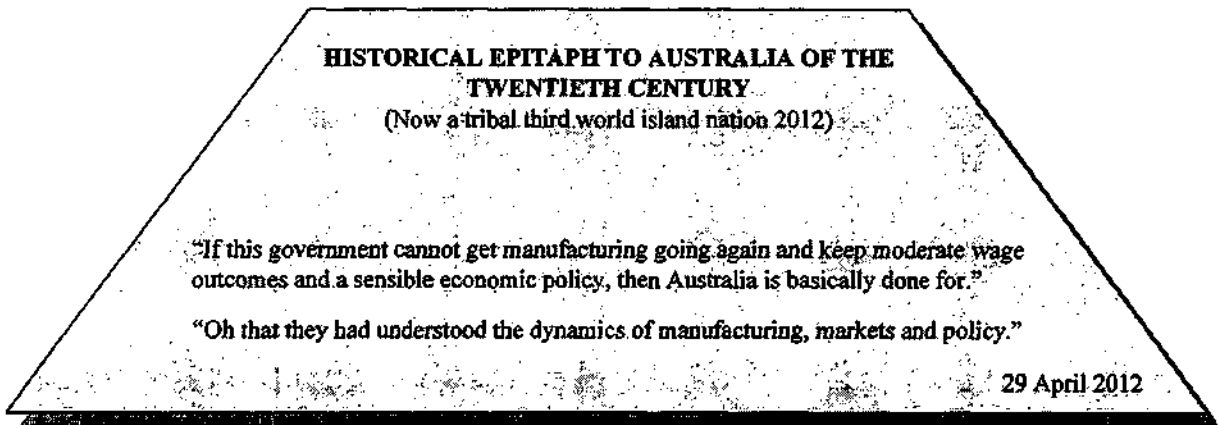 HISTORICAL EPITAPH TO AUSTRALIA OF THE
TWENTIETH CENTURY
(Now a tribal third world island nation 2012)
“If this government cannot get manufacturing going again and keep moderate wage
outcomes and a sensible economic policy, then Australia is basically done for.”
“Oh that they had understood the dynamics of manufacturing, markets and policy.”
29 April 2012